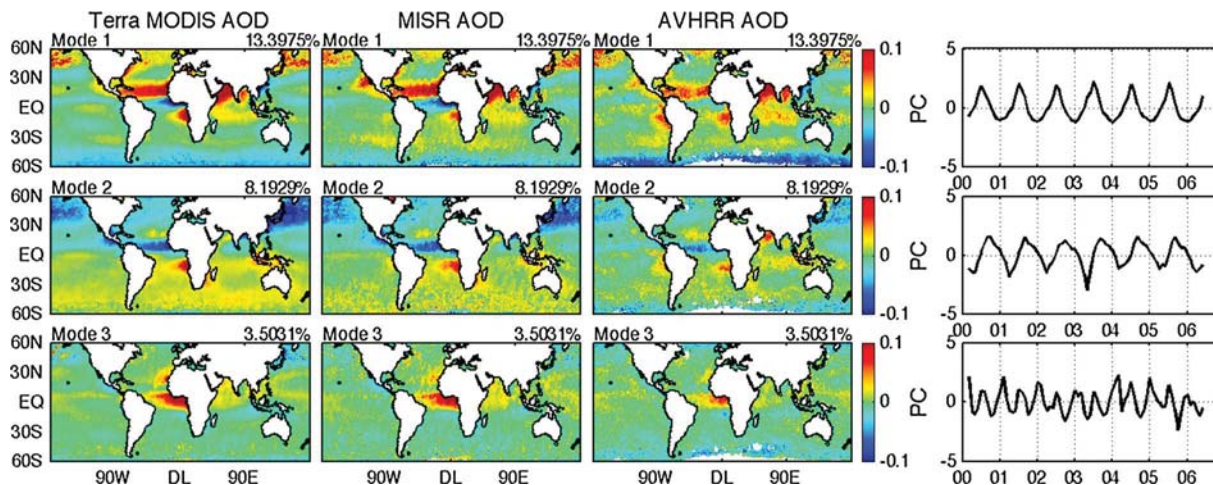 Terra MODIS AOD MISR AOD AVHRR AOD
Mode 1 13.3975% Mode 1 13.3975% Mode 1 13.3975%
60N 0.1 5
30N
EQ 0 PC 0
30S
60S -0.1 -5
00 01 02 03 04 05 06
Mode 2 8.1929% Mode 2 8.1929% Mode 2 8.1929%
60N 0.1 5
30N
EQ 0 PC 0
30S
60S -0.1 -5
00 01 02 03 04 05 06
Mode 3 3.5031% Mode 3 3.5031% Mode 3 3.5031%
60N 0.1 5
30N
EQ 0 PC 0
30S
60S -0.1 -5
90W DL 90E 90W DL 90E 90W DL 90E 00 01 02 03 04 05 06